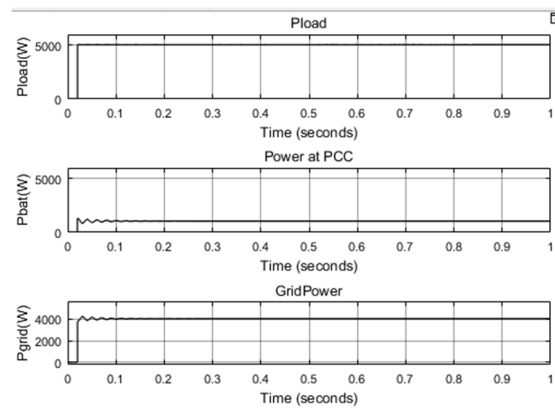 Pload
Pload(W)
5000
0
0 0.1 0.2 0.3 0.4 0.5 0.6 0.7 0.8 0.9 1
Time (seconds)
Power at PCC
Pbat(W)
5000
0
0 0.1 0.2 0.3 0.4 0.5 0.6 0.7 0.8 0.9 1
Time (seconds)
GridPower
Pgrid(W)
4000
2000
0
0 0.1 0.2 0.3 0.4 0.5 0.6 0.7 0.8 0.9 1
Time (seconds)